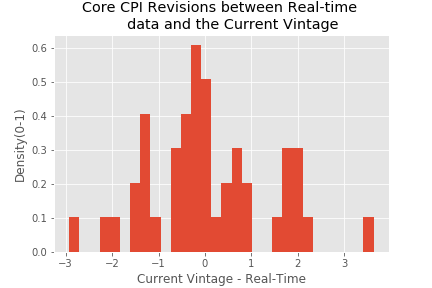 Core CPI Revisions between Real-time
data and the Current Vintage
0.6
0.5
0.4
0.3
0.2
0.1
0.0
Density(0-1)
−3 −2 −1 0 1 2 3
Current Vintage - Real-Time